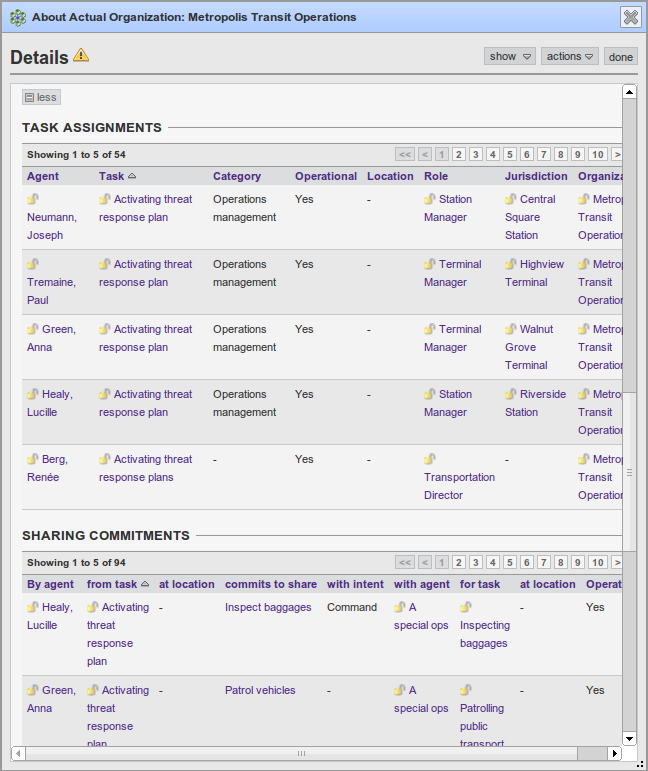 About Actual Organization: Metropolis Transit Operations
Details
show actions done
less
TASK ASSIGNMENTS
Showing 1 to 5 of 54 << < 1 2 3 4 5 6 7 8 9 10 >
Agent Task Category Operational Location Role Jurisdiction Organiza
Activating threat Operations Yes - Station Central Metrop
Neumann, response plan management Manager Square Transit
Joseph Station Operation
Activating threat Operations Yes - Terminal Highview Metrop
Tremaine, response plan management Manager Terminal Transit
Paul Operation
Green, Activating threat Operations Yes - Terminal Walnut Metrop
Anna response plan management Manager Grove Transit
Terminal Operation
Healy, Activating threat Operations Yes - Station Riverside Metrop
Lucille response plan management Manager Station Transit
Operation
Berg, Activating threat - Yes - - Metrop
Renée response plans Transportation Transit
Director Operation
SHARING COMMITMENTS
Showing 1 to 5 of 94 << < 1 2 3 4 5 6 7 8 9 10 >
By agent from task at location commits to share with intent with agent for task at location Operat
Healy, Activating - Inspect baggages Command A - Yes
Lucille threat special ops Inspecting
response baggages
plan
Green, Activating - Patrol vehicles - A - Yes
Anna threat special ops Patrolling
response public
plan transport